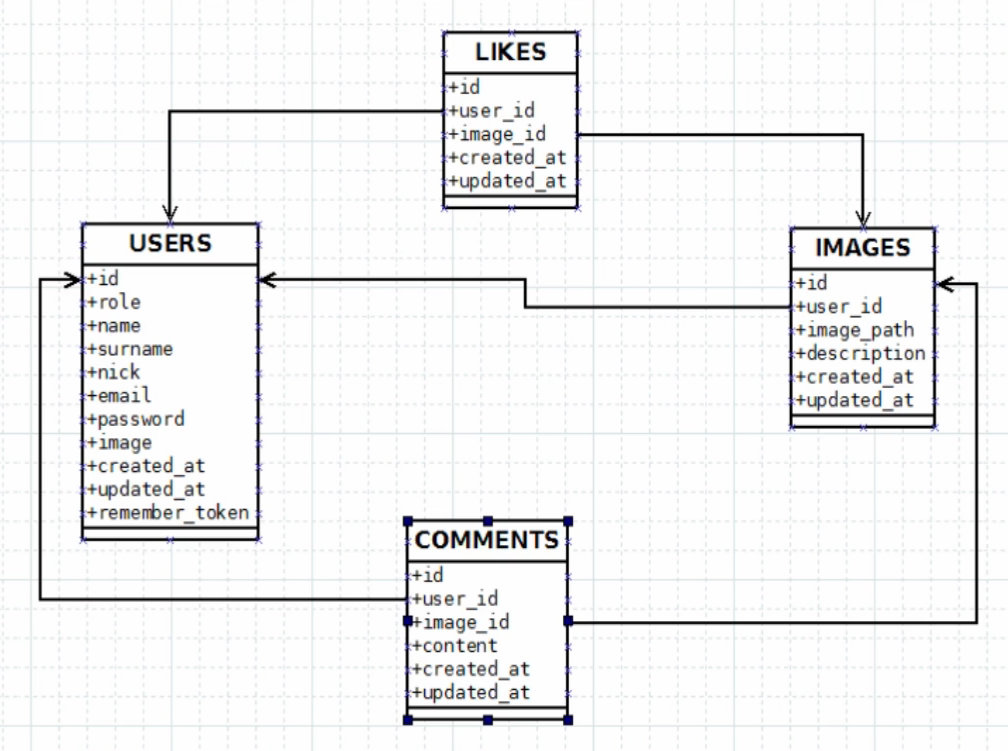 LIKES
+id
+user_id
+image_id
+created_at
+updated_at
USERS
+id
+role
+name
+surname
+nick
+email
+password
+image
+created_at
+updated_at
+remember_token
IMAGES
+id
+user_id
+image_path
+description
+created_at
+updated_at
COMMENTS
+id
+user_id
+image_id
+content
+created_at
+updated_at